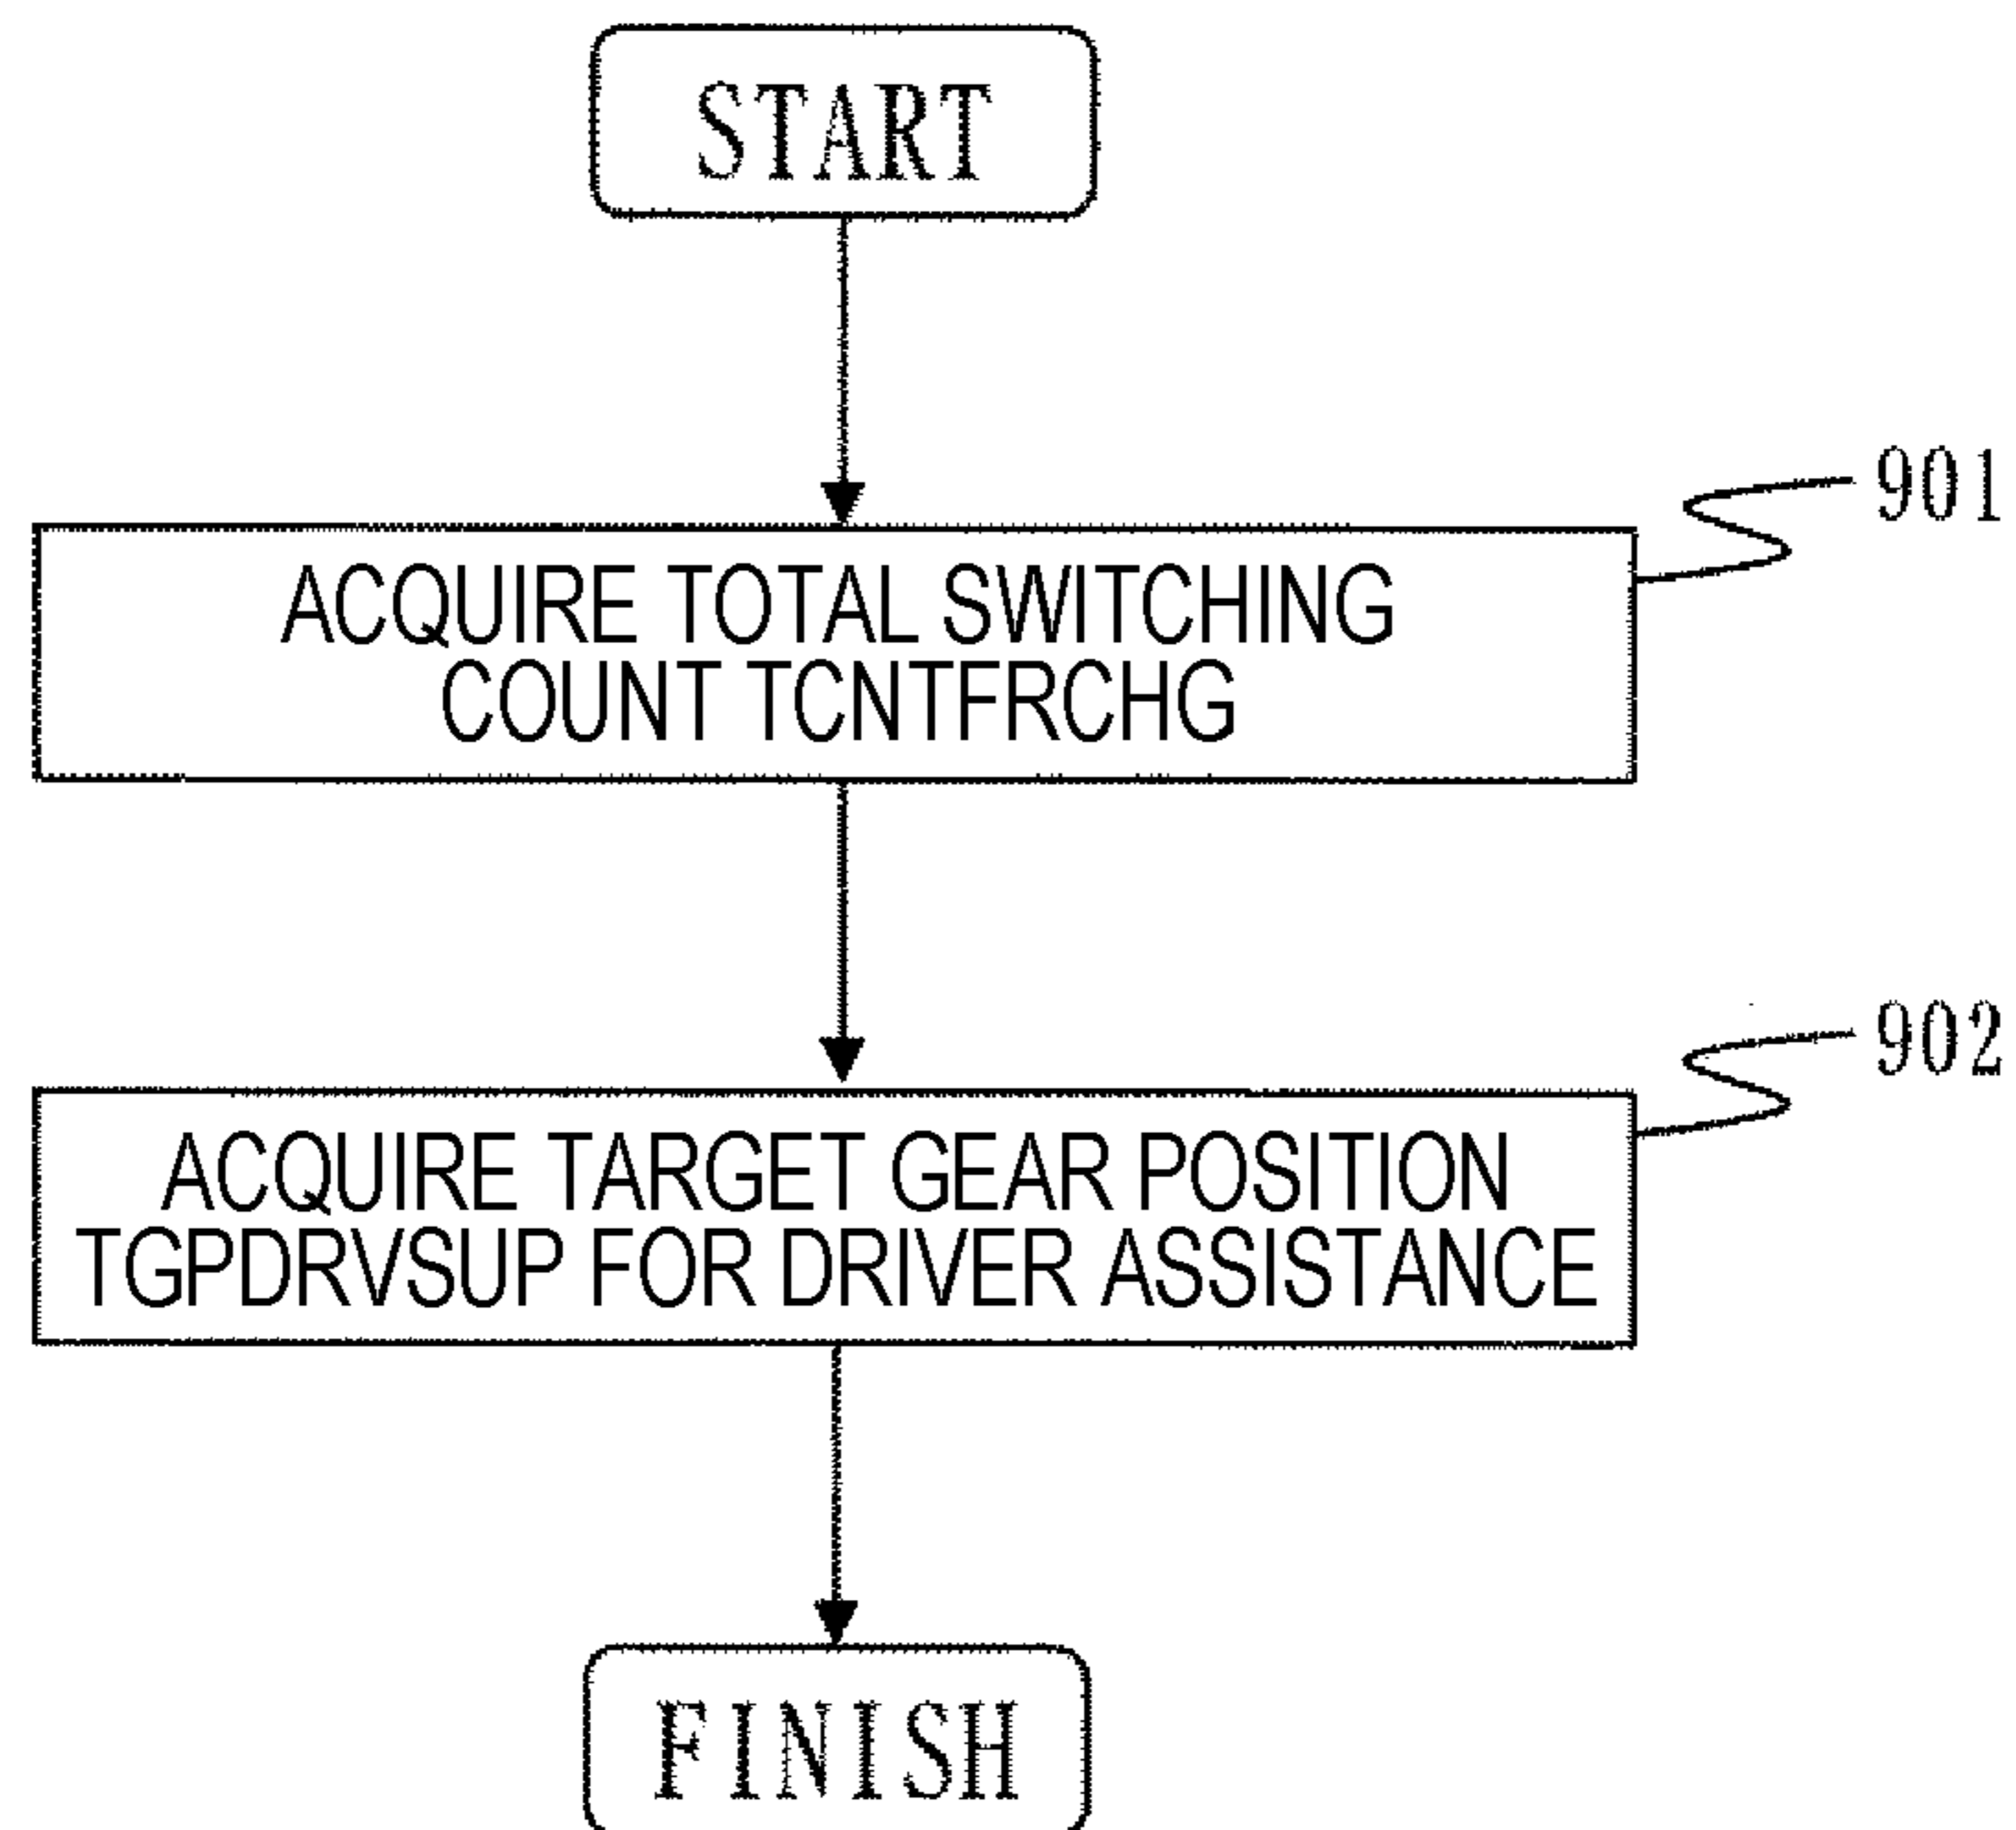 START
901
ACQUIRE TOTAL SWITCHING
COUNT TCNTFRCHG
902
ACQUIRE TARGET GEAR POSITION
TGPDRVSUP FOR DRIVER ASSISTANCE
FINISH